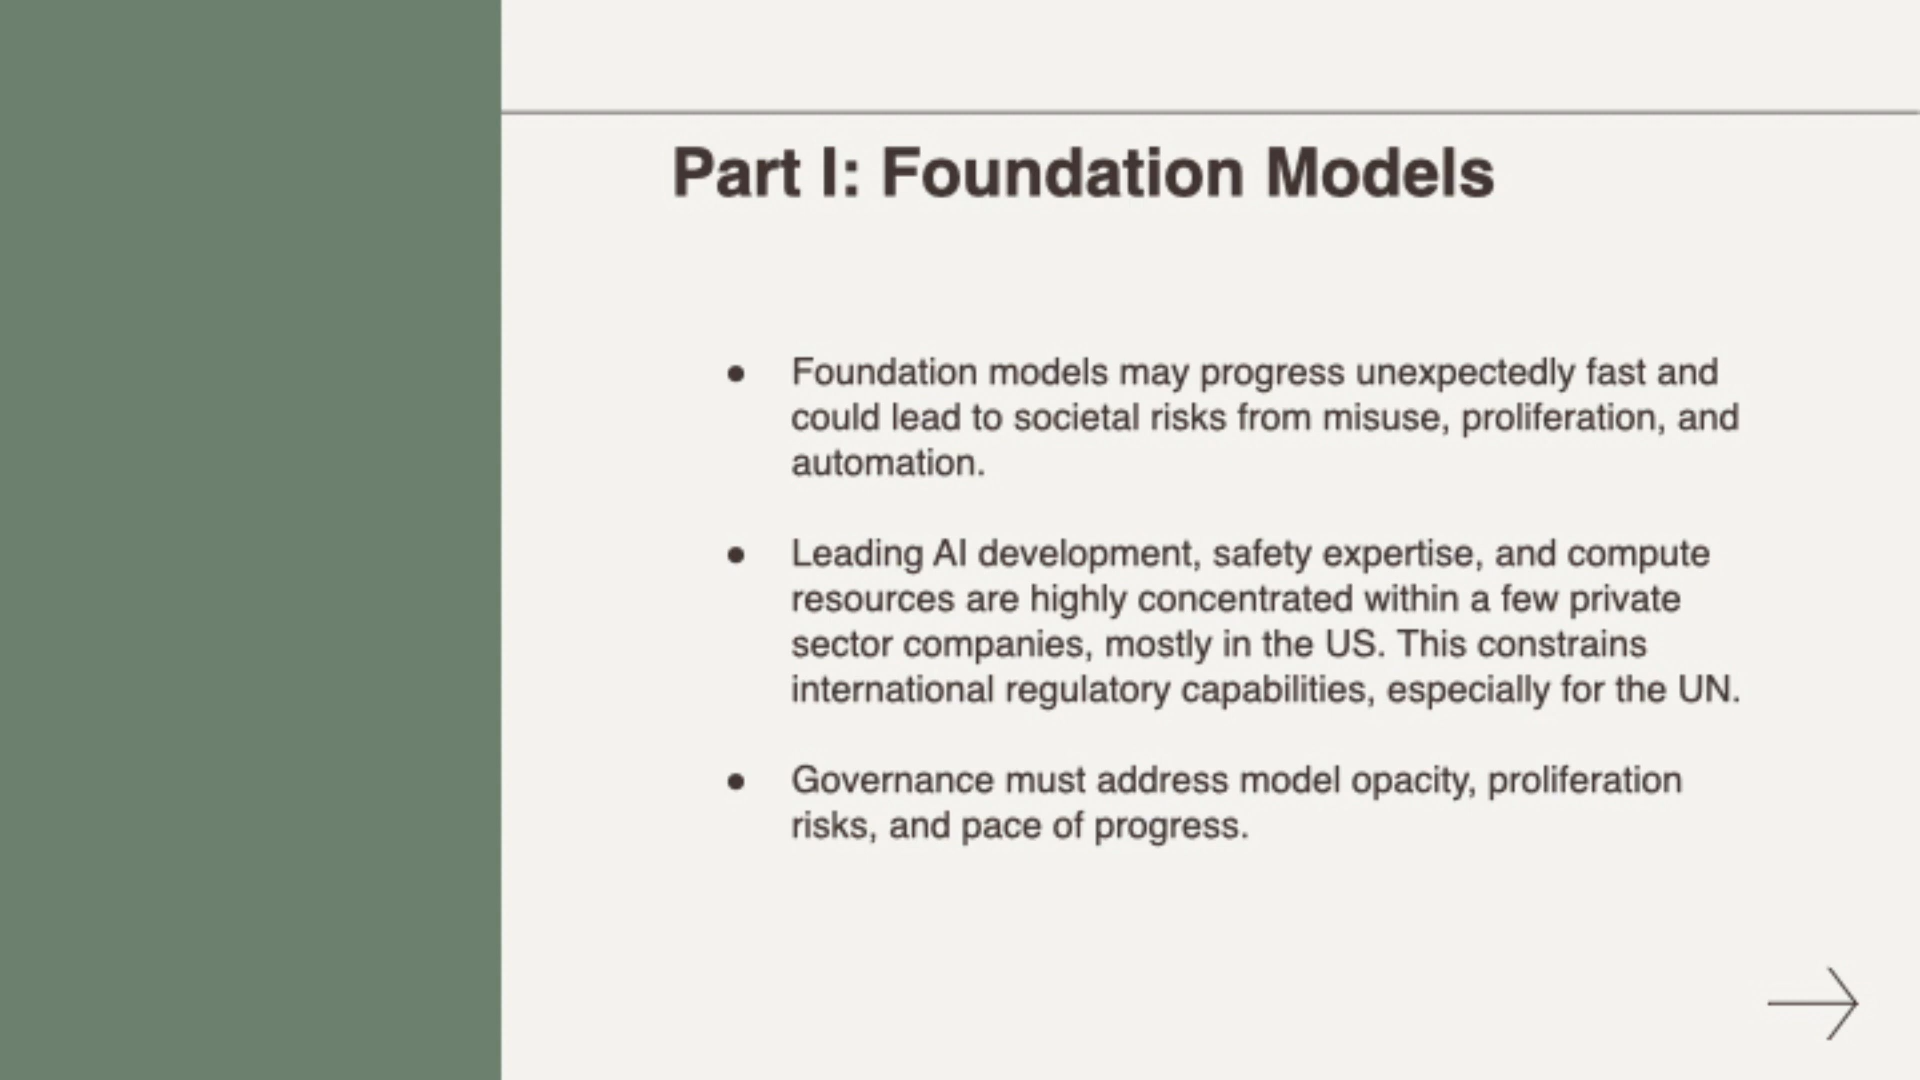 Part I: Foundation Models
● Foundation models may progress unexpectedly fast and
could lead to societal risks from misuse, proliferation, and
automation.
● Leading AI development, safety expertise, and compute
resources are highly concentrated within a few private
sector companies, mostly in the US. This constrains
international regulatory capabilities, especially for the UN.
● Governance must address model opacity, proliferation
risks, and pace of progress.